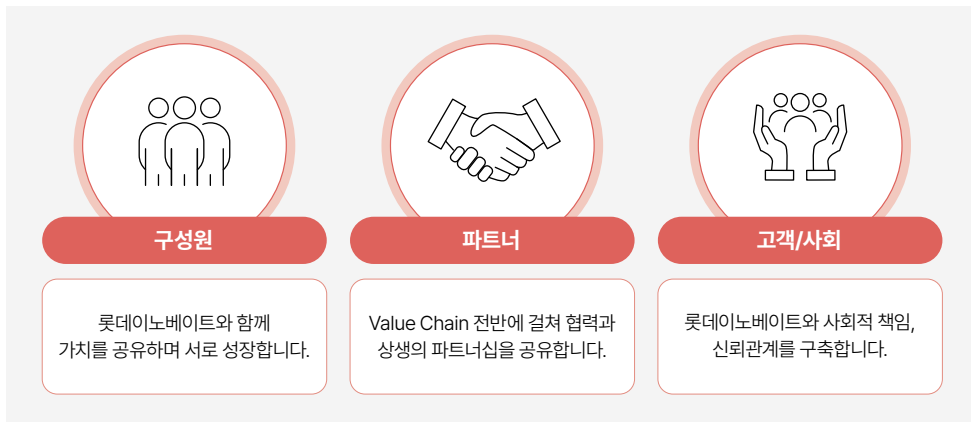 구성원
롯데이노베이트와 함께
가치를 공유하며 서로 성장합니다.
파트너
Value Chain 전반에 걸쳐 협력과
상생의 파트너십을 공유합니다.
고객/사회
롯데이노베이트와 사회적 책임,
신뢰관계를 구축합니다.